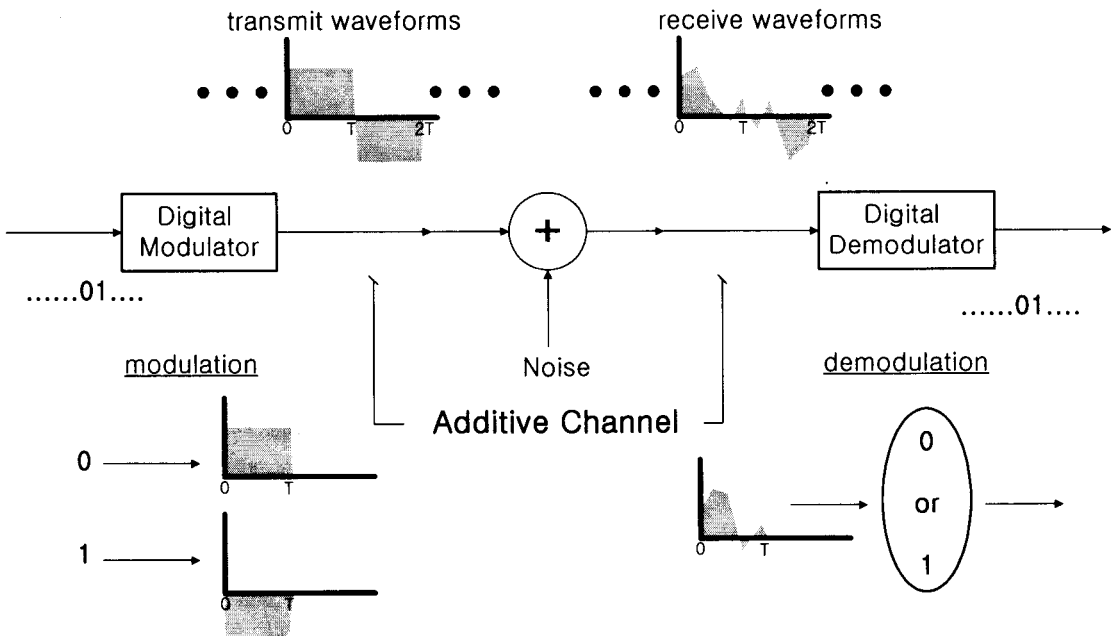 transmit waveforms
receive waveforms
0 T 2T
0 T 2T
Digital
Modulator
+
Digital
Demodulator
......01....
......01....
modulation
Noise
demodulation
Additive Channel
0
0 T
1
0 T
0 T
0
or
1